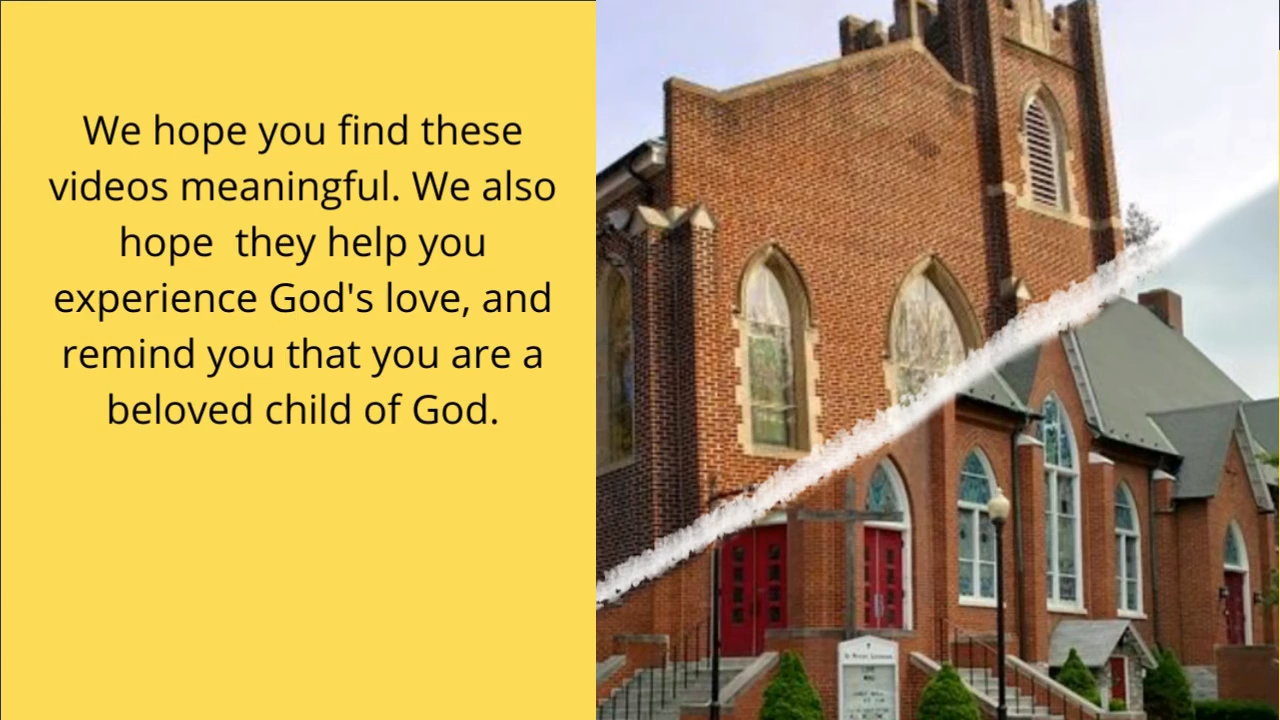 We hope you find these
videos meaningful. We also
hope  they help you
experience God's love, and
remind you that you are a
beloved child of God.